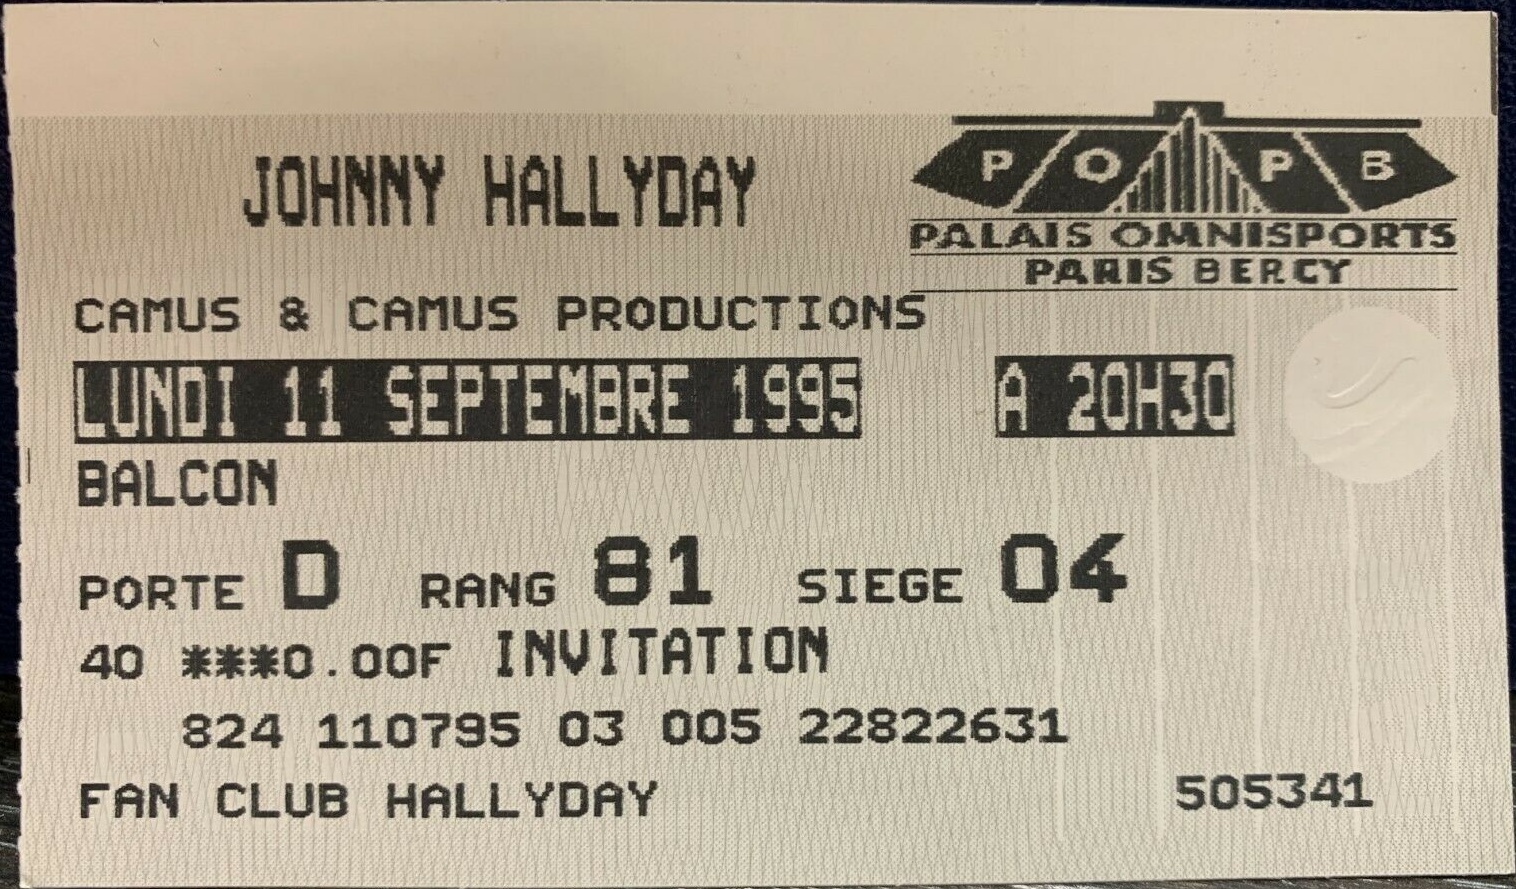 P O P B
PALAIS OMNISPORTS
PARIS BERCY
JOHNNY HALLYDAY
CAMUS & CAMUS PRODUCTIONS
LUNDI 11 SEPTEMBRE 1995 A 20H30
BALCON
PORTE D RANG 81 SIEGE 04
40 ***0.00F INVITATION
824 110795 03 005 22822631
FAN CLUB HALLYDAY 505341